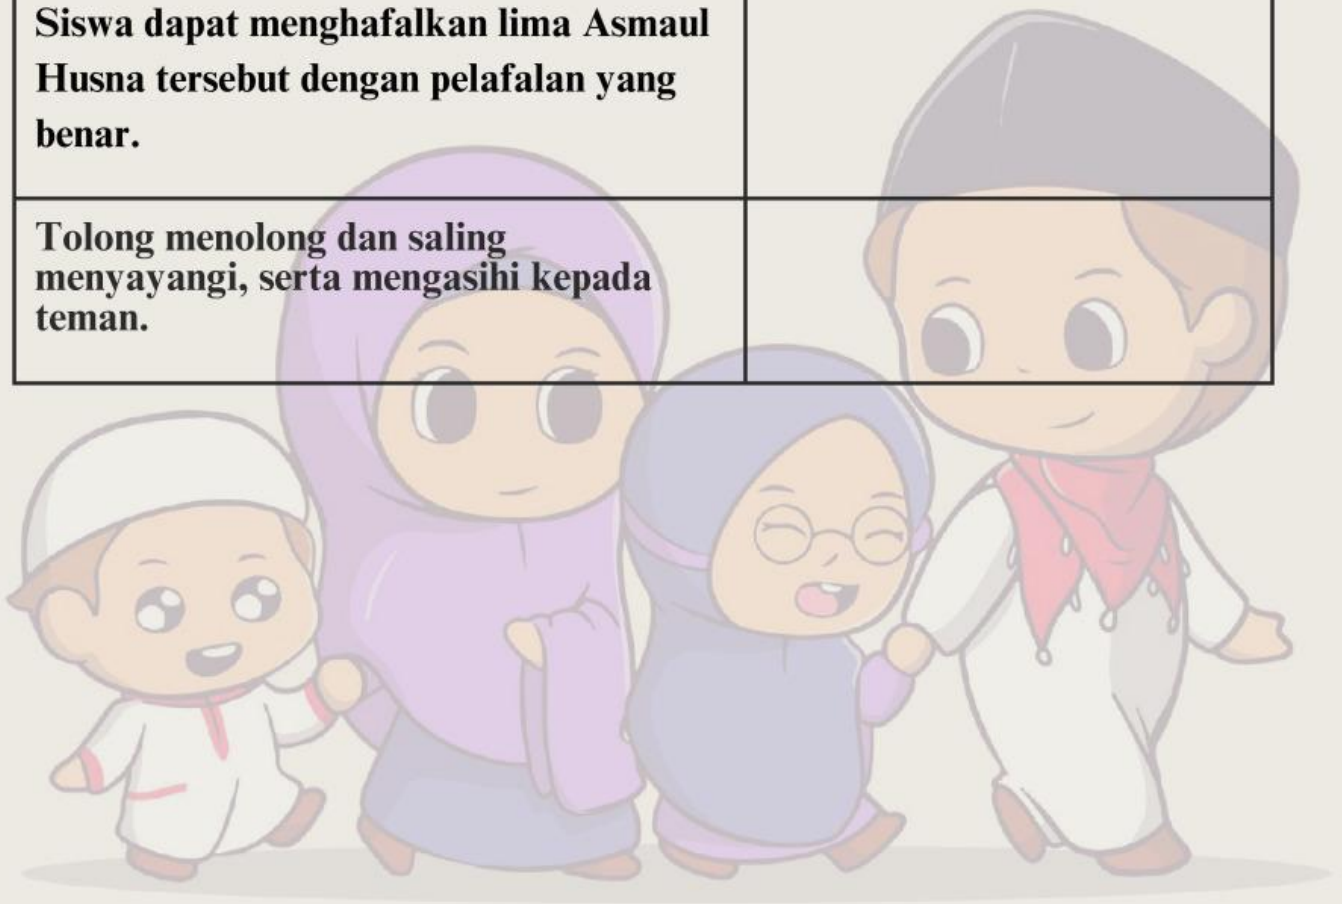 Siswa dapat menghafalkan lima Asmaul
Husna tersebut dengan pelafalan yang
benar.
Tolong menolong dan saling
menyayangi, serta mengasihi kepada
teman.